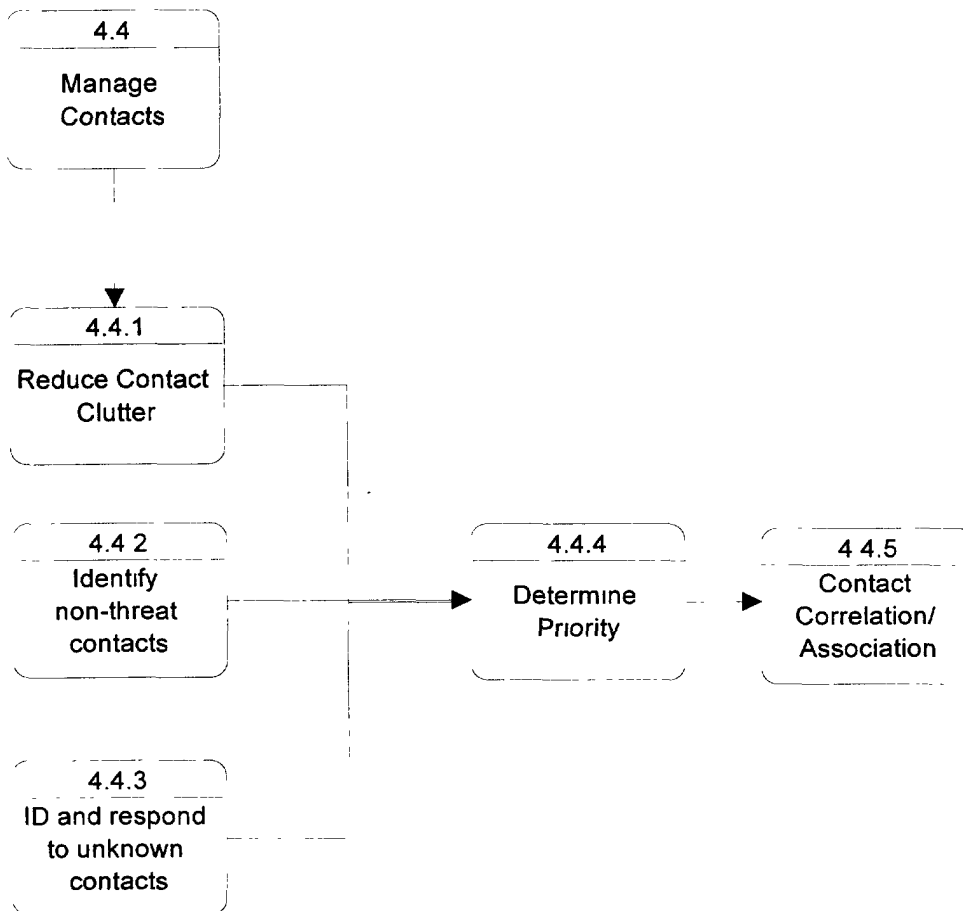 4.4
Manage
Contacts
4.4.1
Reduce Contact
Clutter
4.4 2
Identify
non-threat
contacts
4.4.3
ID and respond
to unknown
contacts
4.4.4
Determine
Priority
4 4.5
Contact
Correlation/
Association